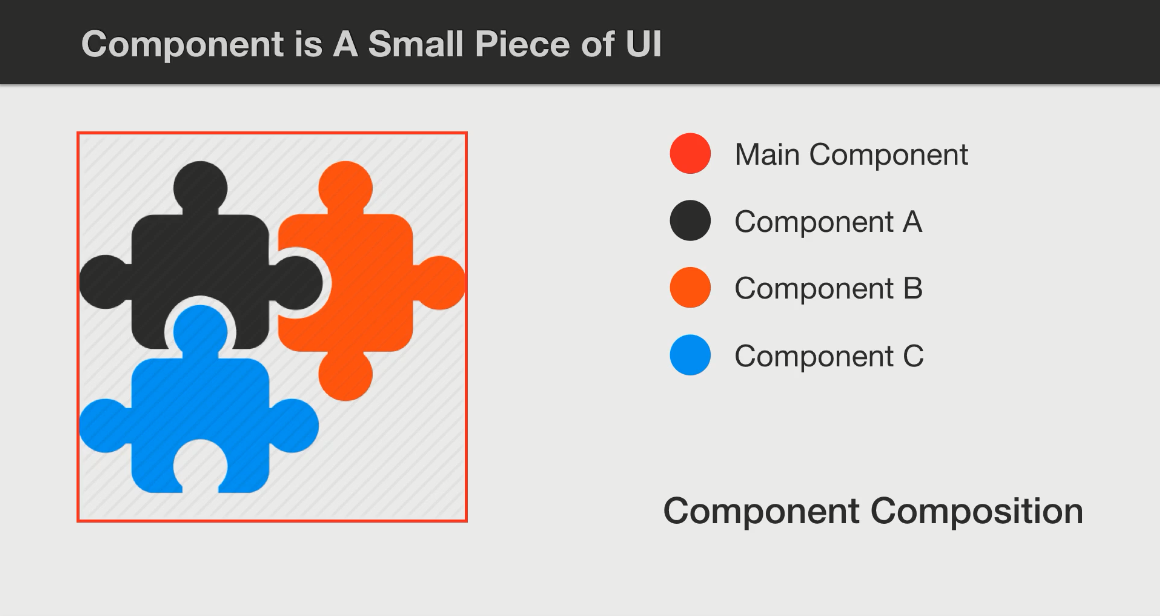 Component is A Small Piece of UI
Main Component
Component A
Component B
Component C
Component Composition